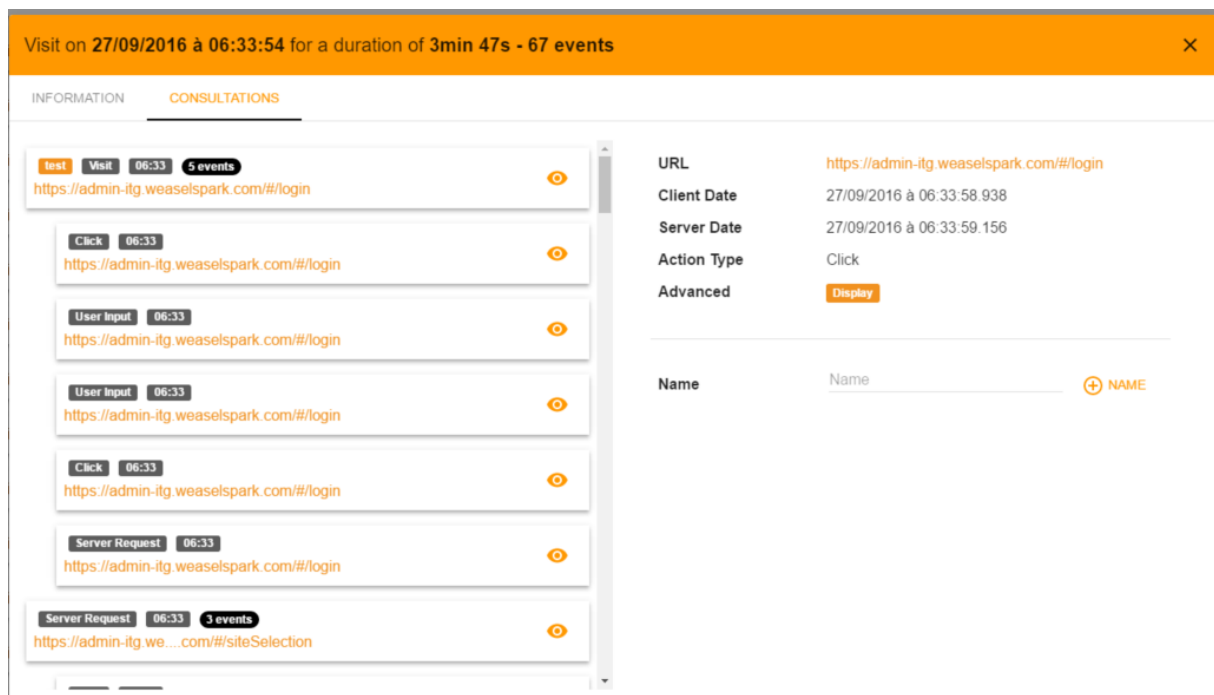 Visit on 27/09/2016 à 06:33:54 for a duration of 3min 47s - 67 events
INFORMATION CONSULTATIONS
test Visit 06:33 5 events
https://admin-itg.weaselspark.com/#/login
Click 06:33
https://admin-itg.weaselspark.com/#/login
User Input 06:33
https://admin-itg.weaselspark.com/#/login
User Input 06:33
https://admin-itg.weaselspark.com/#/login
Click 06:33
https://admin-itg.weaselspark.com/#/login
Server Request 06:33
https://admin-itg.weaselspark.com/#/login
Server Request 06:33 3 events
https://admin-itg.we....com/#/siteSelection
URL https://admin-itg.weaselspark.com/#/login
Client Date 27/09/2016 à 06:33:58.938
Server Date 27/09/2016 à 06:33:59.156
Action Type Click
Advanced Display
Name Name NAME